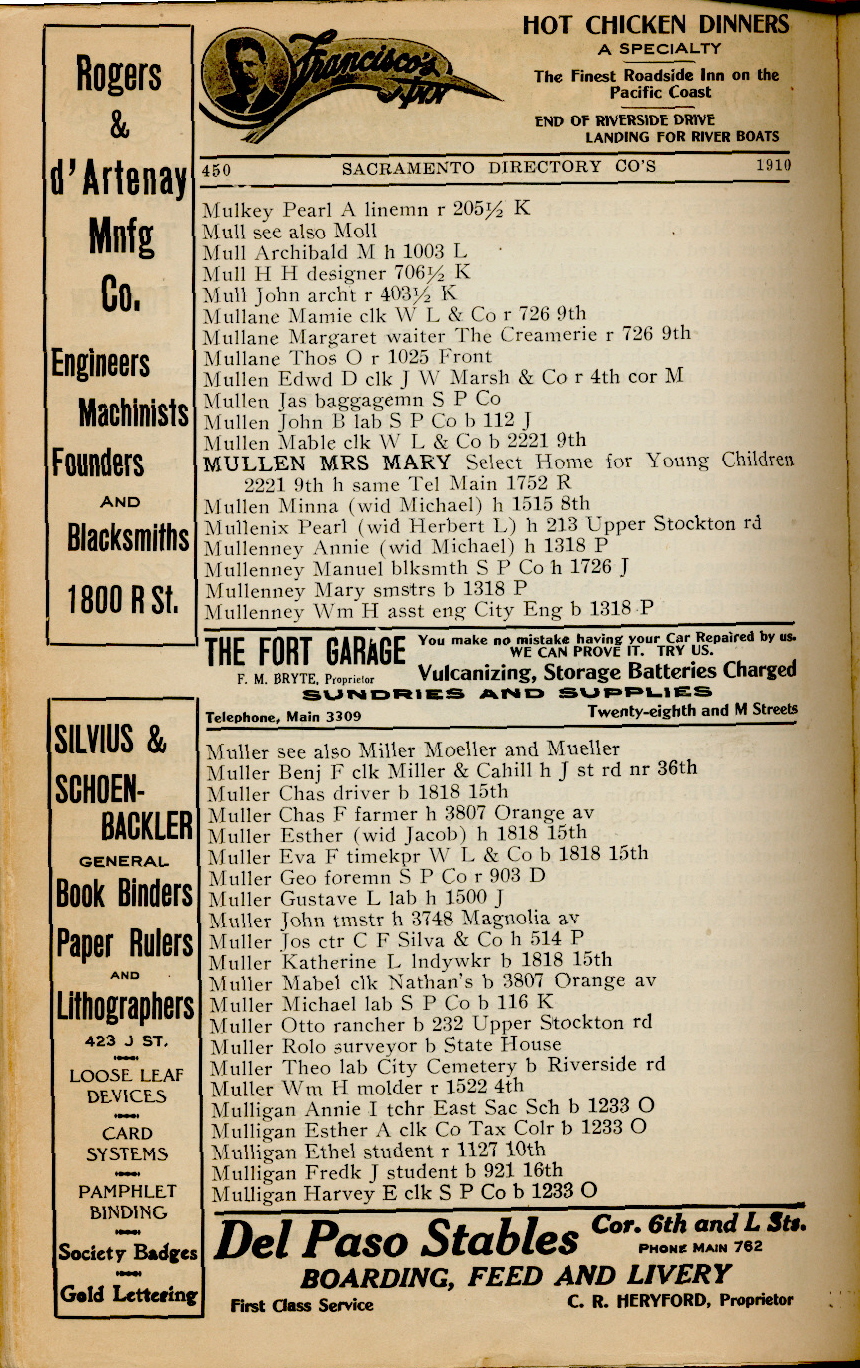 Rogers
&
d'Artenay
Mnfg
Co.
Engineers
Machinists
Founders
AND
Blacksmiths
1800 R St.
Francisco's
Inn
HOT CHICKEN DINNERS
A SPECIALTY
The Finest Roadside Inn on the
Pacific Coast
END OF RIVERSIDE DRIVE
LANDING FOR RIVER BOATS
450 SACRAMENTO DIRECTORY CO'S 1910
Mulkey Pearl A linemn r 205½ K
Mull see also Moll
Mull Archibald M h 1003 L
Mull H H designer 706½ K
Mull John archt r 403½ K
Mullane Mamie clk W L & Co r 726 9th
Mullane Margaret waiter The Creamerie r 726 9th
Mullane Thos O r 1025 Front
Mullen Edwd D clk J W Marsh & Co r 4th cor M
Mullen Jas baggagemn S P Co
Mullen John B lab S P Co b 112 J
Mullen Mable clk W L & Co b 2221 9th
MULLEN MRS MARY Select Home for Young Children
2221 9th h same Tel Main 1752 R
Mullen Minna (wid Michael) h 1515 8th
Mullenix Pearl (wid Herbert L) h 213 Upper Stockton rd
Mullenney Annie (wid Michael) h 1318 P
Mullenney Manuel blksmth S P Co h 1726 J
Mullenney Mary smstrs b 1318 P
Mullenney Wm H asst eng City Eng b 1318 P
THE FORT GARAGE
F. M. BRYTE, Proprietor
You make no mistake having your Car Repaired by us.
WE CAN PROVE IT. TRY US.
Vulcanizing, Storage Batteries Charged
SUNDRIES AND SUPPLIES
Telephone, Main 3309 Twenty-eighth and M Streets
SILVIUS &
SCHOEN-
BACKLER
GENERAL
Book Binders
Paper Rulers
AND
Lithographers
423 J ST.
LOOSE LEAF
DEVICES
CARD
SYSTEMS
PAMPHLET
BINDING
Society Badges
Gold Lettering
Muller see also Miller Moeller and Mueller
Muller Benj F clk Miller & Cahill h J st rd nr 36th
Muller Chas driver b 1818 15th
Muller Chas F farmer h 3807 Orange av
Muller Esther (wid Jacob) h 1818 15th
Muller Eva F timekpr W L & Co b 1818 15th
Muller Geo foremn S P Co r 903 D
Muller Gustave L lab h 1500 J
Muller John tmstr h 3748 Magnolia av
Muller Jos ctr C F Silva & Co h 514 P
Muller Katherine L lndywkr b 1818 15th
Muller Mabel clk Nathan's b 3807 Orange av
Muller Michael lab S P Co b 116 K
Muller Otto rancher b 232 Upper Stockton rd
Muller Rolo surveyor b State House
Muller Theo lab City Cemetery b Riverside rd
Muller Wm H molder r 1522 4th
Mulligan Annie I tchr East Sac Sch b 1233 O
Mulligan Esther A clk Co Tax Colr b 1233 O
Mulligan Ethel student r 1127 10th
Mulligan Fredk J student b 921 16th
Mulligan Harvey E clk S P Co b 1233 O
Del Paso Stables
Cor. 6th and L Sts.
PHONE MAIN 762
BOARDING, FEED AND LIVERY
First Class Service C. R. HERYFORD, Proprietor